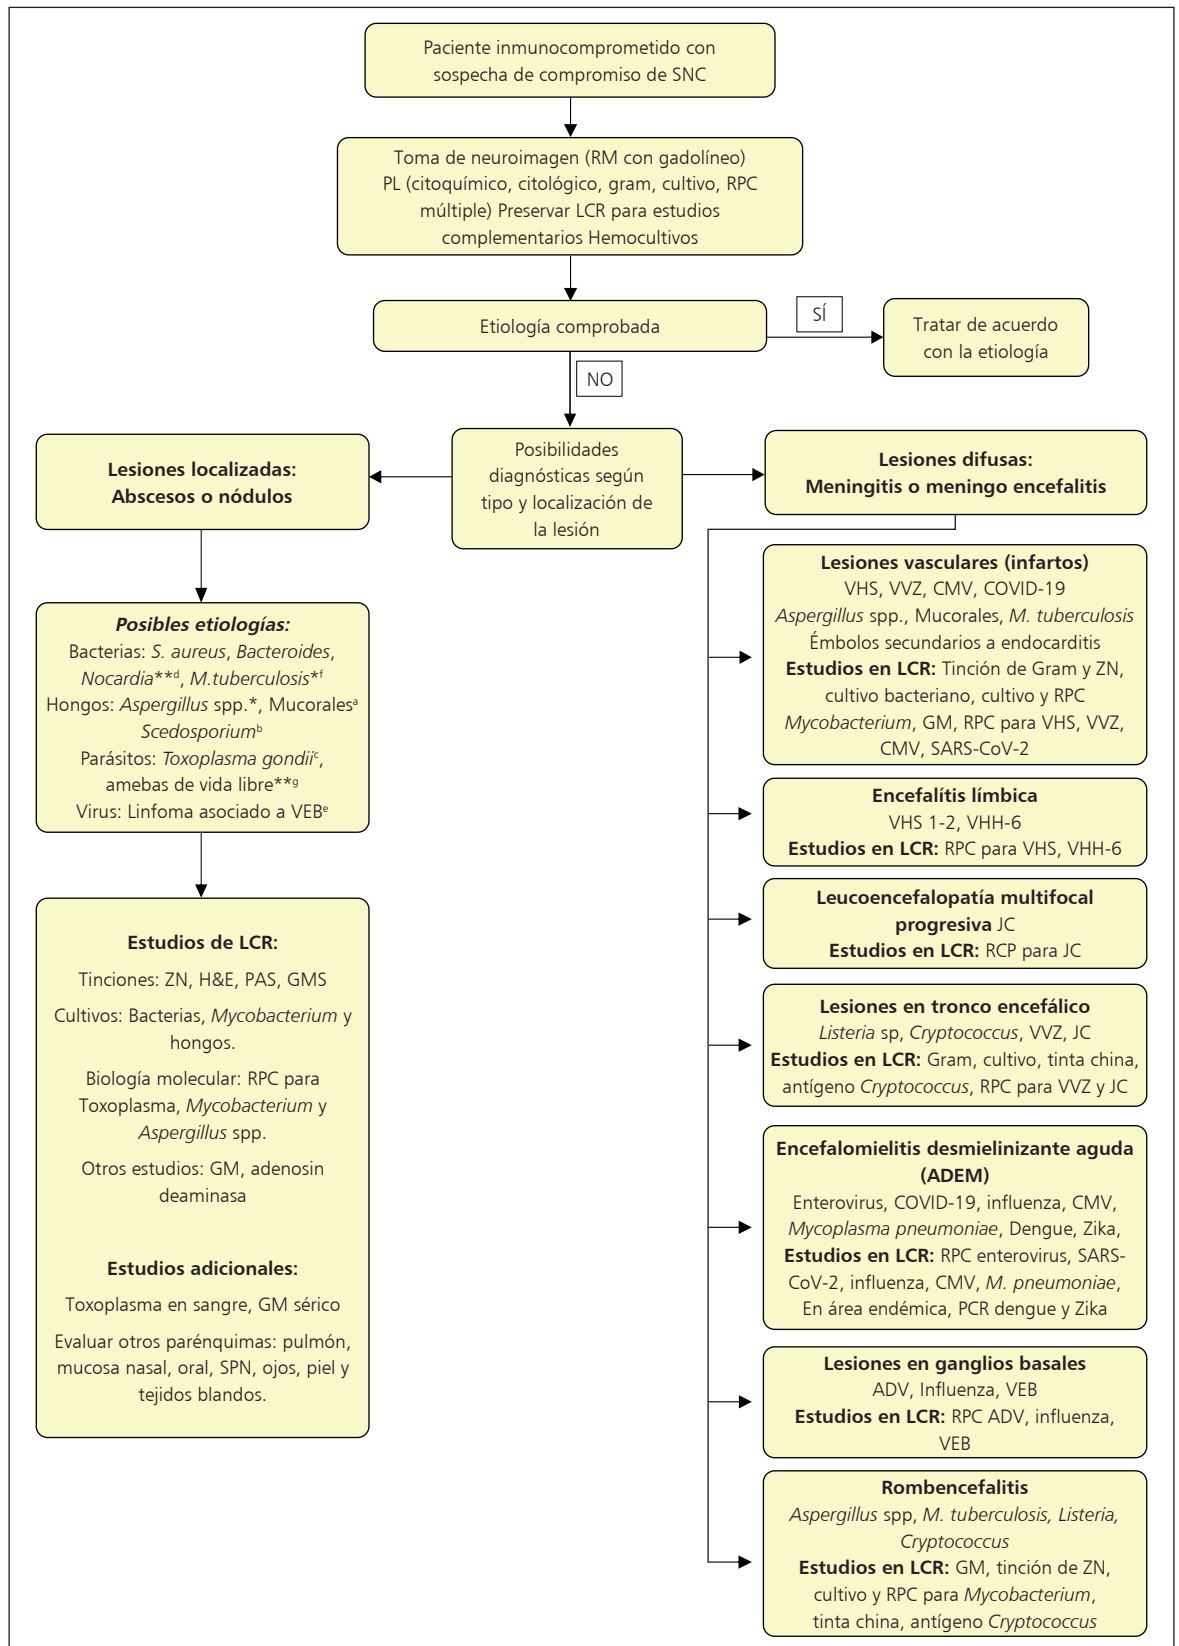 Paciente inmunocomprometido con
sospecha de compromiso de SNC
Toma de neuroimagen (RM con gadolíneo)
PL (citoquímico, citológico, gram, cultivo, RPC
múltiple) Preservar LCR para estudios
complementarios Hemocultivos
Etiología comprobada
SÍ
Tratar de acuerdo
con la etiología
NO
Posibilidades
diagnósticas según
tipo y localización de
la lesión
Lesiones localizadas:
Abscesos o nódulos
Posibles etiologías:
Bacterias: S. aureus, Bacteroides,
Nocardia**ᵈ, M.tuberculosis*ᶠ
Hongos: Aspergillus spp.*, Mucoralesᵃ
Scedosporiumᵇ
Parásitos: Toxoplasma gondiiᶜ,
amebas de vida libre**ᵍ
Virus: Linfoma asociado a VEBᵉ
Estudios de LCR:
Tinciones: ZN, H&E, PAS, GMS
Cultivos: Bacterias, Mycobacterium y
hongos.
Biología molecular: RPC para
Toxoplasma, Mycobacterium y
Aspergillus spp.
Otros estudios: GM, adenosin
deaminasa
Estudios adicionales:
Toxoplasma en sangre, GM sérico
Evaluar otros parénquimas: pulmón,
mucosa nasal, oral, SPN, ojos, piel y
tejidos blandos.
Lesiones difusas:
Meningitis o meningo encefalitis
Lesiones vasculares (infartos)
VHS, VVZ, CMV, COVID-19
Aspergillus spp., Mucorales, M. tuberculosis
Émbolos secundarios a endocarditis
Estudios en LCR: Tinción de Gram y ZN,
cultivo bacteriano, cultivo y RPC
Mycobacterium, GM, RPC para VHS, VVZ,
CMV, SARS-CoV-2
Encefalítis límbica
VHS 1-2, VHH-6
Estudios en LCR: RPC para VHS, VHH-6
Leucoencefalopatía multifocal
progresiva JC
Estudios en LCR: RCP para JC
Lesiones en tronco encefálico
Listeria sp, Cryptococcus, VVZ, JC
Estudios en LCR: Gram, cultivo, tinta china,
antígeno Cryptococcus, RPC para VVZ y JC
Encefalomielitis desmielinizante aguda
(ADEM)
Enterovirus, COVID-19, influenza, CMV,
Mycoplasma pneumoniae, Dengue, Zika,
Estudios en LCR: RPC enterovirus, SARS-
CoV-2, influenza, CMV, M. pneumoniae,
En área endémica, PCR dengue y Zika
Lesiones en ganglios basales
ADV, Influenza, VEB
Estudios en LCR: RPC ADV, influenza,
VEB
Rombencefalitis
Aspergillus spp, M. tuberculosis, Listeria,
Cryptococcus
Estudios en LCR: GM, tinción de ZN,
cultivo y RPC para Mycobacterium,
tinta china, antígeno Cryptococcus